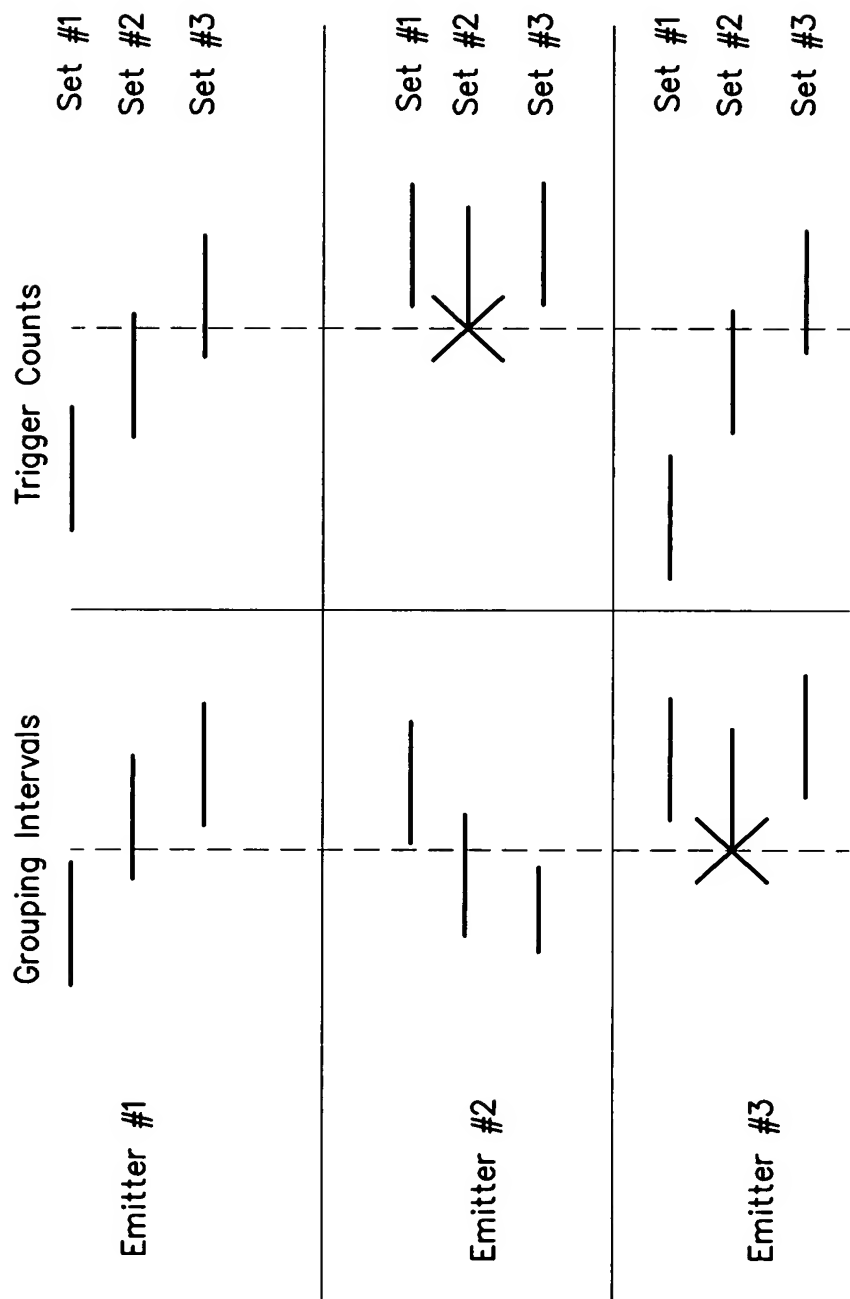 Grouping Intervals
Trigger Counts
Emitter #1
Set #1
Set #2
Set #3
Emitter #2
Set #1
Set #2
Set #3
Emitter #3
Set #1
Set #2
Set #3